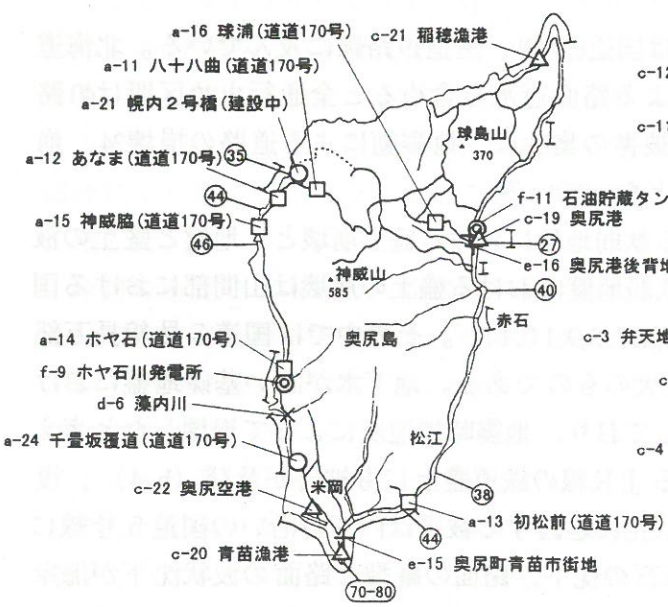 a-16 球浦(道道170号)
c-21 稲穂漁港
a-11 八十八曲(道道170号)
a-21 幌内2号橋(建設中)
球島山
370
a-12 あなま(道道170号)
35
44
f-11 石油貯蔵タン
c-19 奥尻港
a-15 神威脇(道道170号)
46
27
e-16 奥尻港後背地
神威山
585
40
赤石
奥尻島
a-14 ホヤ石(道道170号)
c-3 弁天地
f-9 ホヤ石川発電所
d-6 藻内川
松江
a-24 千畳坂覆道(道道170号)
c-4
米岡
38
c-22 奥尻空港
a-13 初松前(道道170号)
44
c-20 青苗漁港
e-15 奥尻町青苗市街地
70-80
c-12
c-17